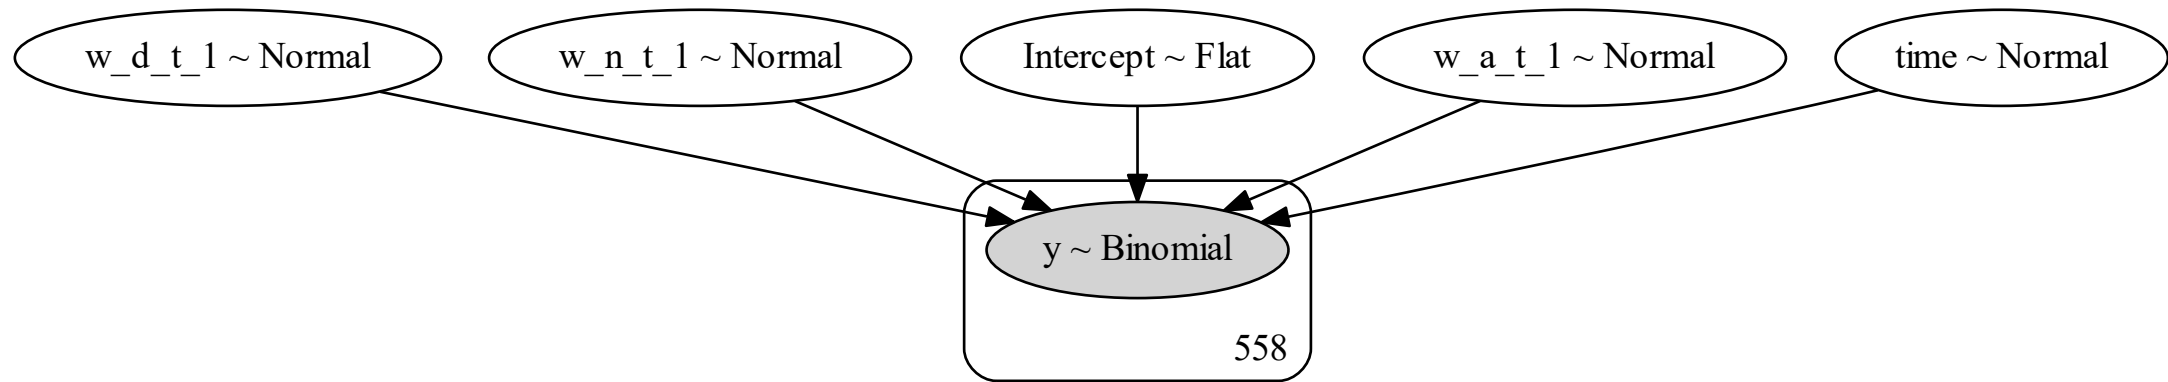 w_d_t_1 ~ Normal
w_n_t_1 ~ Normal
Intercept ~ Flat
w_a_t_1 ~ Normal
time ~ Normal
y ~ Binomial
558